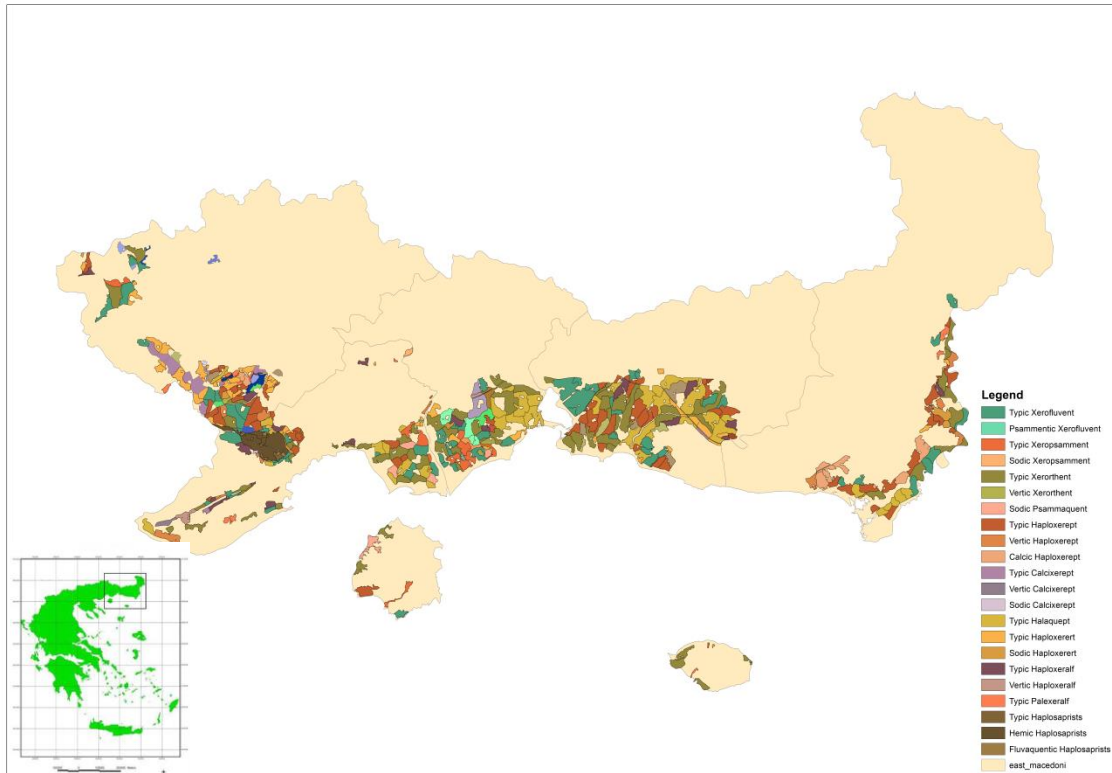 Legend
Typic Xerofluvent
Psammentic Xerofluvent
Typic Xeropsamment
Sodic Xeropsamment
Typic Xerorthent
Vertic Xerorthent
Sodic Psammaquent
Typic Haploxerept
Vertic Haploxerept
Calcic Haploxerept
Typic Calcixerept
Vertic Calcixerept
Sodic Calcixerept
Typic Halaquept
Typic Haploxerert
Sodic Haploxerert
Typic Haploxeralf
Vertic Haploxeralf
Typic Palexeralf
Typic Haplosaprists
Hemic Haplosaprists
Fluvaquentic Haplosaprists
east_macedoni